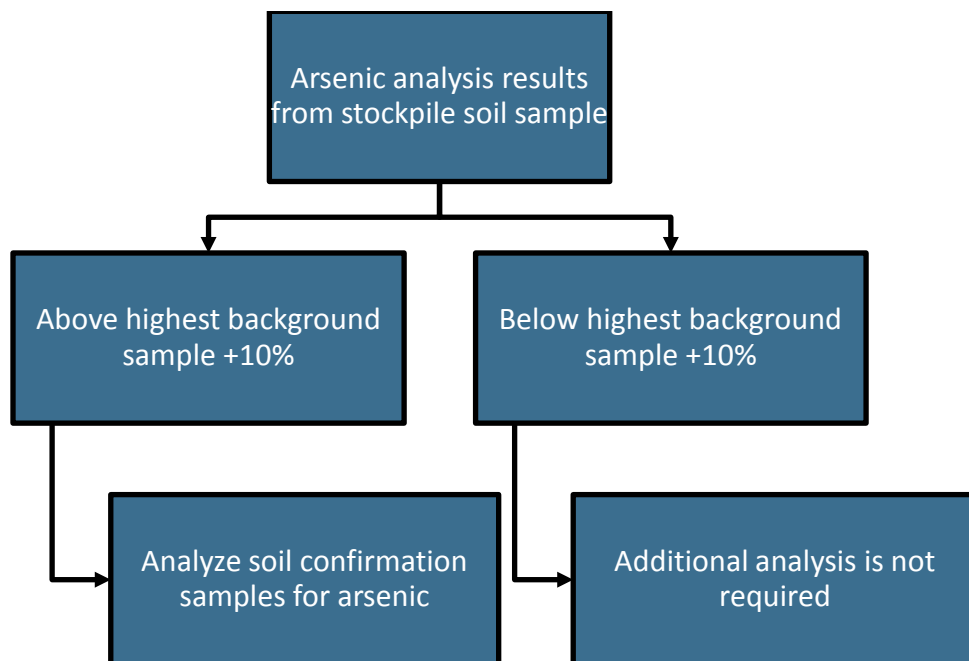 Arsenic analysis results
from stockpile soil sample
Above highest background
sample +10%
Below highest background
sample +10%
Analyze soil confirmation
samples for arsenic
Additional analysis is not
required